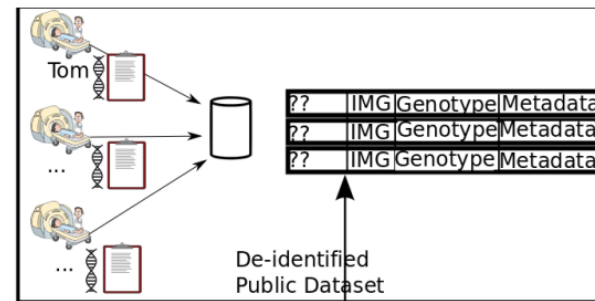 Tom
...
...
?? IMG Genotype Metadata
?? IMG Genotype Metadata
?? IMG Genotype Metadata
De-identified
Public Dataset